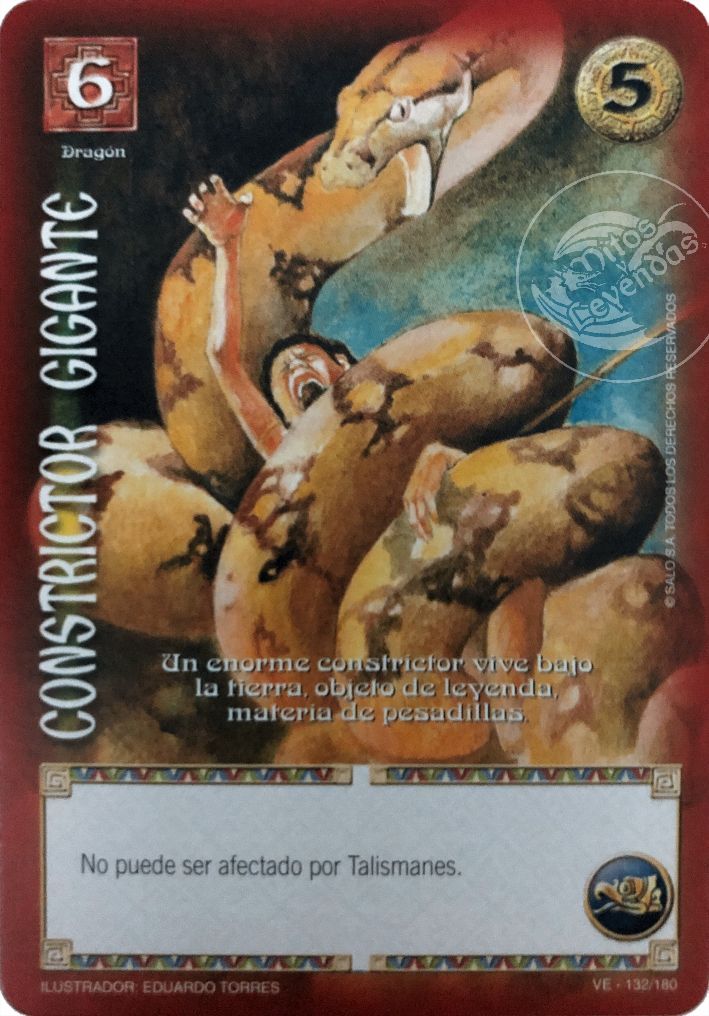 6
5
Dragón
CONSTRICTOR GIGANTE
Mitos
y
Leyendas
© SALO S.A. TODOS LOS DERECHOS RESERVADOS
Un enorme constrictor vive bajo
la tierra, objeto de leyenda,
materia de pesadillas.
No puede ser afectado por Talismanes.
ILUSTRADOR: EDUARDO TORRES
VE - 132/180